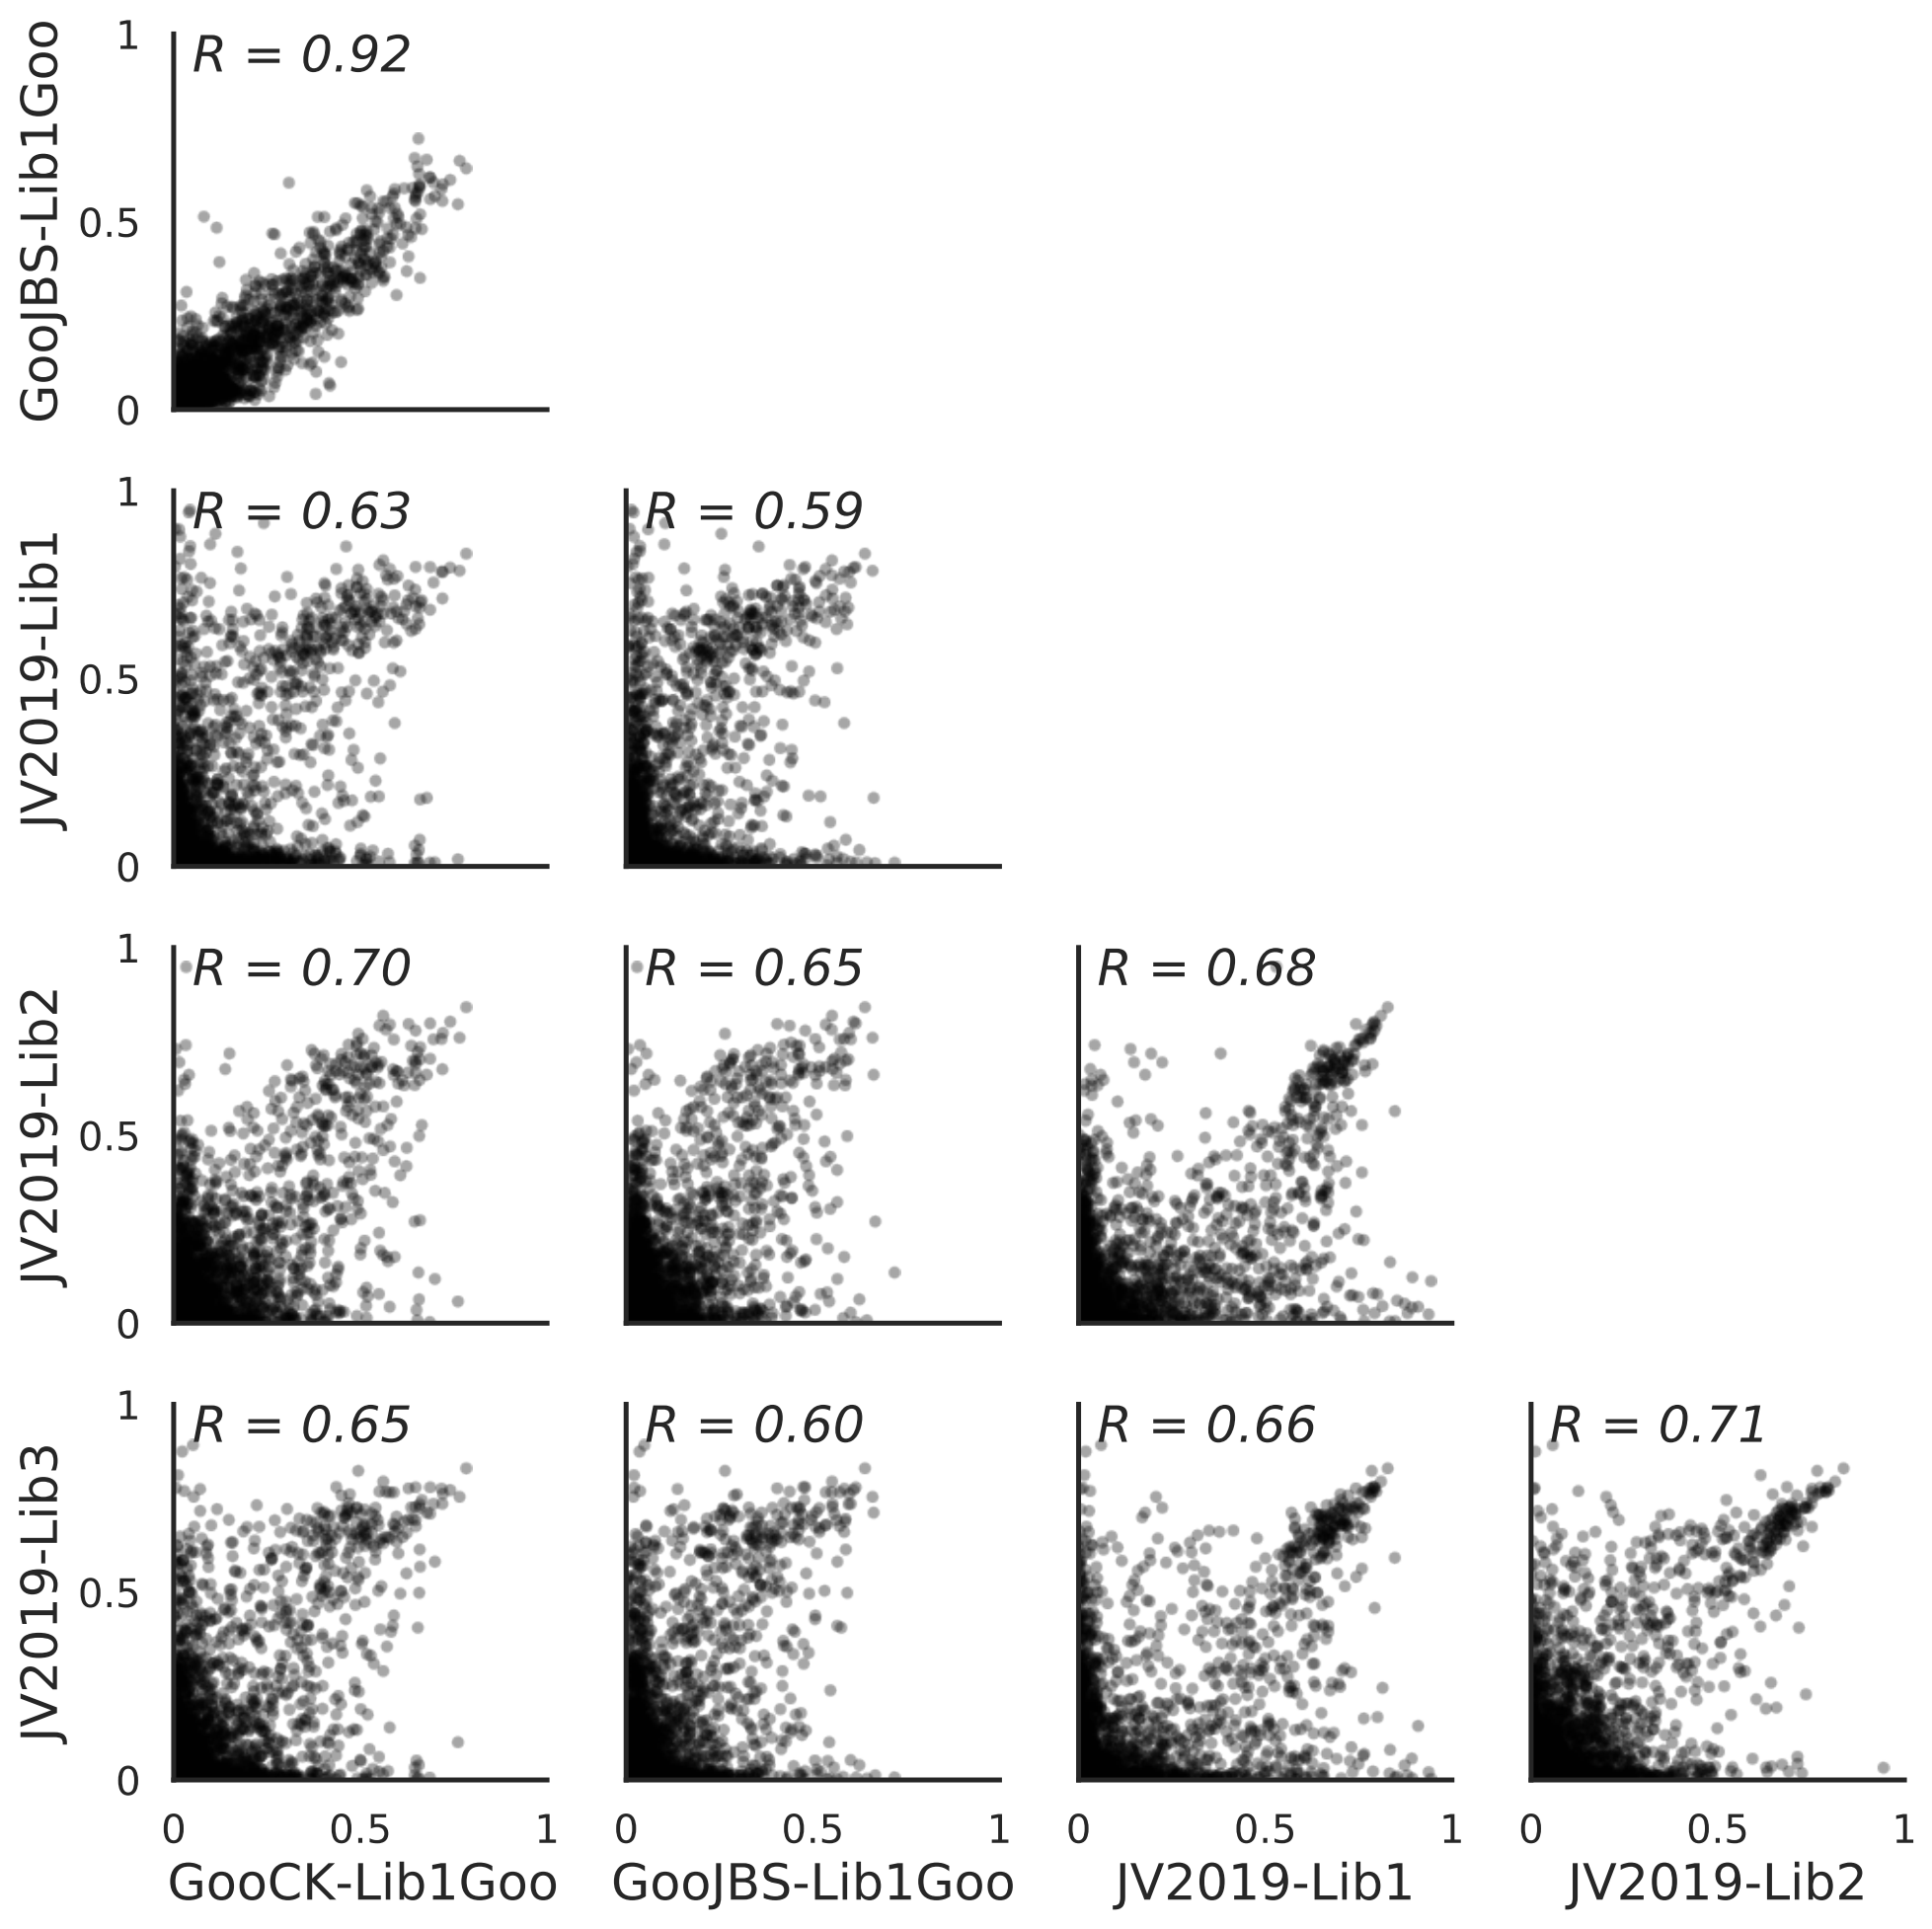 GooJBS-Lib1Goo
1
0.5
0
R = 0.92
JV2019-Lib1
1
0.5
0
R = 0.63
R = 0.59
JV2019-Lib2
1
0.5
0
R = 0.70
R = 0.65
R = 0.68
JV2019-Lib3
1
0.5
0
R = 0.65
R = 0.60
R = 0.66
R = 0.71
0 0.5 1
0 0.5 1
0 0.5 1
0 0.5 1
GooCK-Lib1Goo
GooJBS-Lib1Goo
JV2019-Lib1
JV2019-Lib2